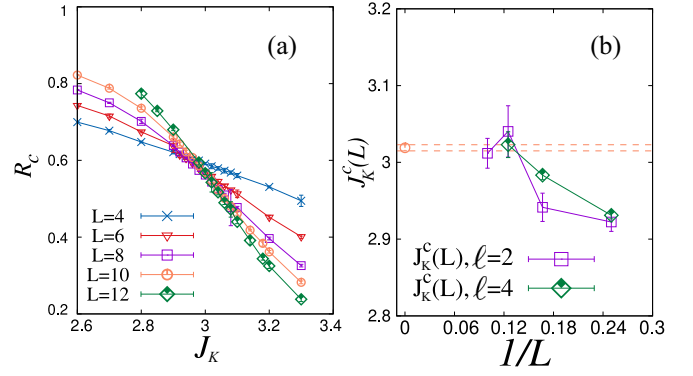 1
0.8
0.6
0.4
0.2
R_c
(a)
L=4
L=6
L=8
L=10
L=12
2.6 2.8 3 3.2 3.4
J_K
3.2
3.1
3.0
2.9
2.8
J_K^c(L)
(b)
J_K^c(L), ℓ=2
J_K^c(L), ℓ=4
0 0.06 0.12 0.18 0.24 0.3
1/L